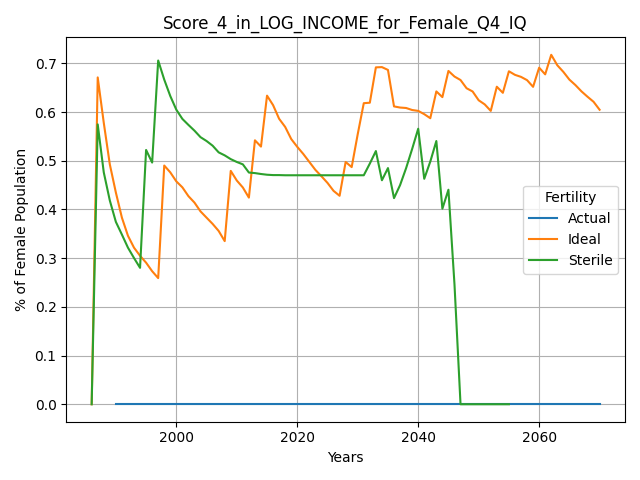 Score_4_in_LOG_INCOME_for_Female_Q4_IQ
% of Female Population
0.7
0.6
0.5
0.4
0.3
0.2
0.1
0.0
Fertility
Actual
Ideal
Sterile
2000
2020
2040
2060
Years